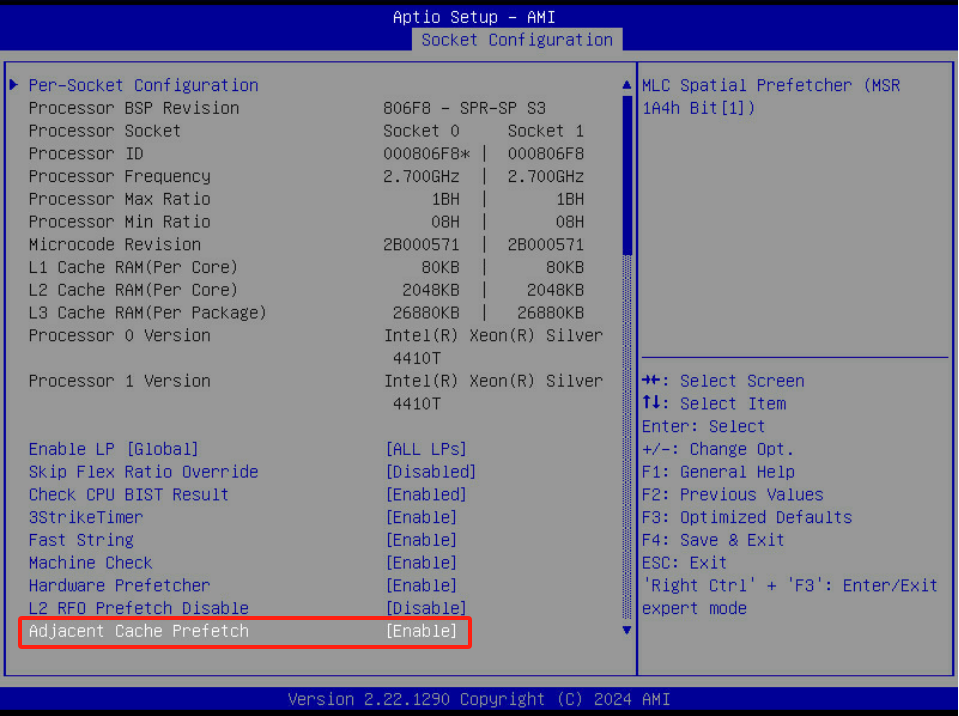 Aptio Setup - AMI
Socket Configuration
Per-Socket Configuration
Processor BSP Revision 806F8 - SPR-SP S3
Processor Socket Socket 0 Socket 1
Processor ID 000806F8* | 000806F8
Processor Frequency 2.700GHz | 2.700GHz
Processor Max Ratio 1BH | 1BH
Processor Min Ratio 08H | 08H
Microcode Revision 2B000571 | 2B000571
L1 Cache RAM(Per Core) 80KB | 80KB
L2 Cache RAM(Per Core) 2048KB | 2048KB
L3 Cache RAM(Per Package) 26880KB | 26880KB
Processor 0 Version Intel(R) Xeon(R) Silver
4410T
Processor 1 Version Intel(R) Xeon(R) Silver
4410T
Enable LP [Global] [ALL LPs]
Skip Flex Ratio Override [Disabled]
Check CPU BIST Result [Enabled]
3StrikeTimer [Enable]
Fast String [Enable]
Machine Check [Enable]
Hardware Prefetcher [Enable]
L2 RFO Prefetch Disable [Disable]
Adjacent Cache Prefetch [Enable]
MLC Spatial Prefetcher (MSR
1A4h Bit[1])
→←: Select Screen
↑↓: Select Item
Enter: Select
+/-: Change Opt.
F1: General Help
F2: Previous Values
F3: Optimized Defaults
F4: Save & Exit
ESC: Exit
'Right Ctrl' + 'F3': Enter/Exit
expert mode
Version 2.22.1290 Copyright (C) 2024 AMI